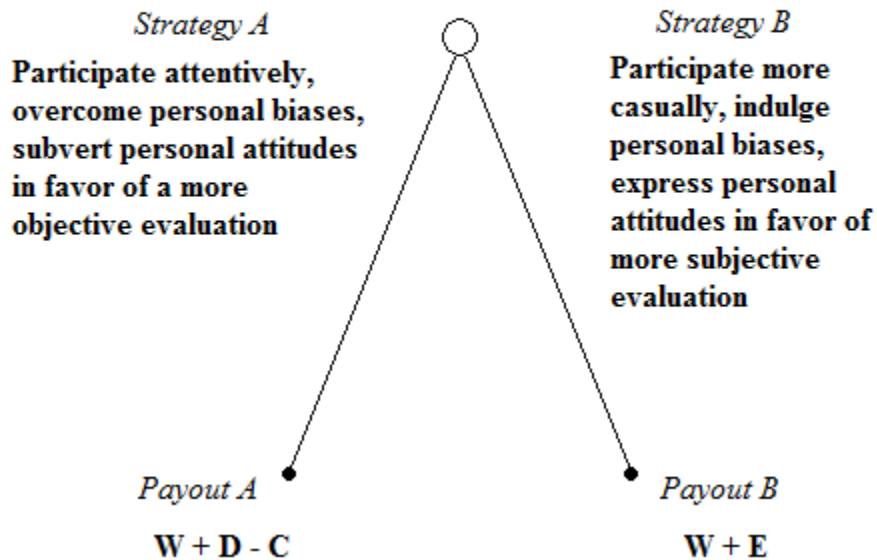 Strategy A
Participate attentively,
overcome personal biases,
subvert personal attitudes
in favor of a more
objective evaluation
Strategy B
Participate more
casually, indulge
personal biases,
express personal
attitudes in favor of
more subjective
evaluation
Payout A
W + D - C
Payout B
W + E